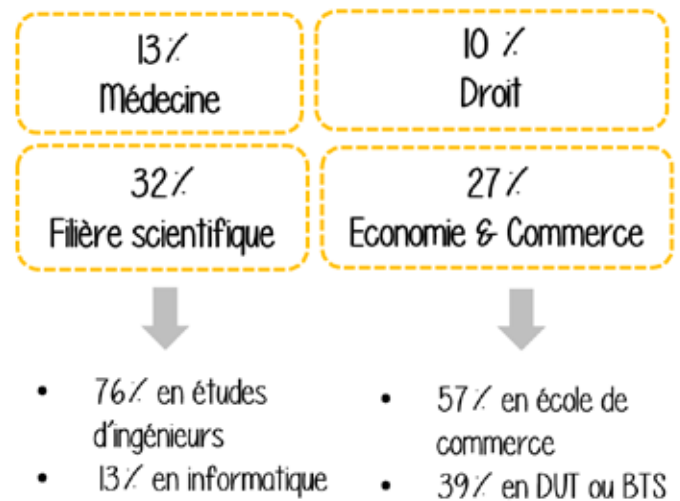 13%
Médecine
10 %
Droit
32%
Filière scientifique
27%
Economie & Commerce
• 76% en études
d'ingénieurs
• 13% en informatique
• 57% en école de
commerce
• 39% en DUT ou BTS